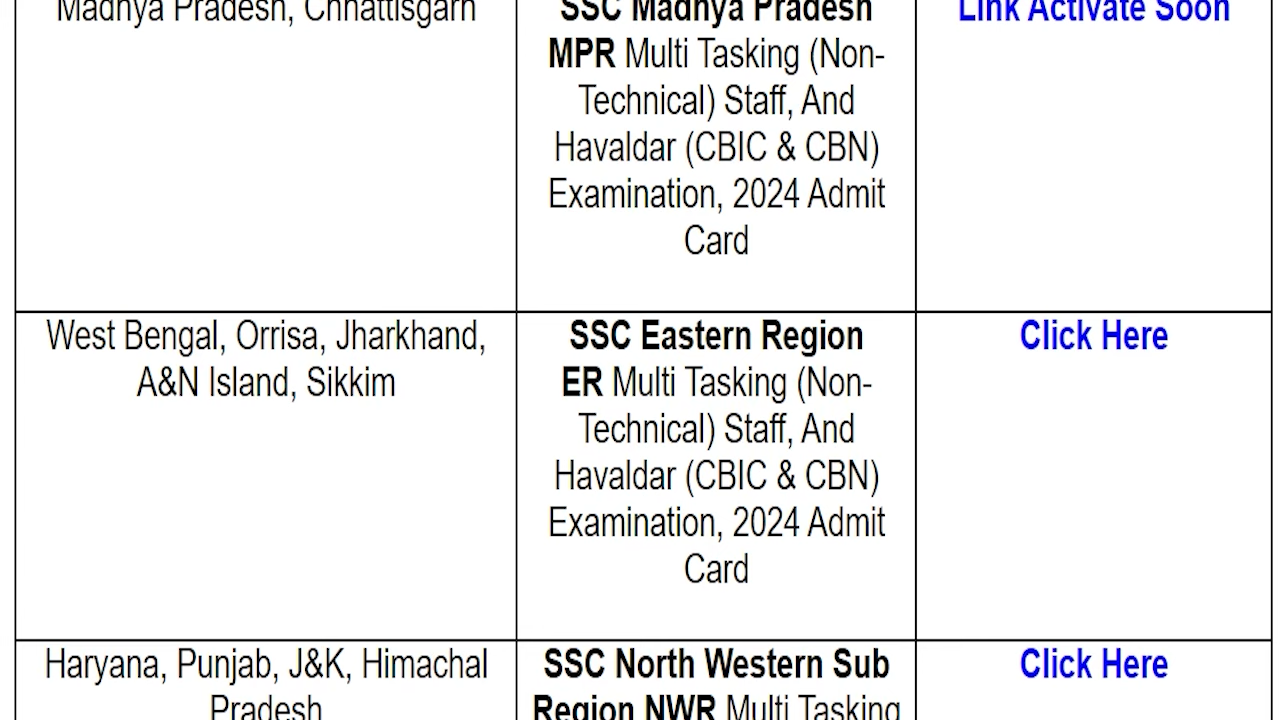 Madhya Pradesh, Chhattisgarh
SSC Madhya Pradesh
MPR Multi Tasking (Non-
Technical) Staff, And
Havaldar (CBIC & CBN)
Examination, 2024 Admit
Card
Link Activate Soon
West Bengal, Orrisa, Jharkhand,
A&N Island, Sikkim
SSC Eastern Region
ER Multi Tasking (Non-
Technical) Staff, And
Havaldar (CBIC & CBN)
Examination, 2024 Admit
Card
Click Here
Haryana, Punjab, J&K, Himachal
Pradesh
SSC North Western Sub
Region NWR Multi Tasking
Click Here